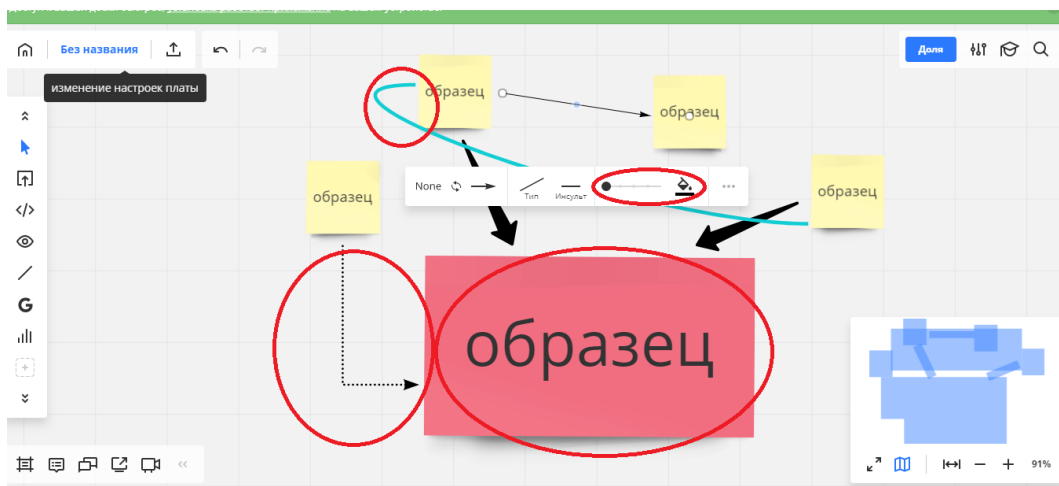 Без названия
Доля
изменение настроек платы
образец
образец
образец
None
Тип
Инсульт
образец
образец
91%